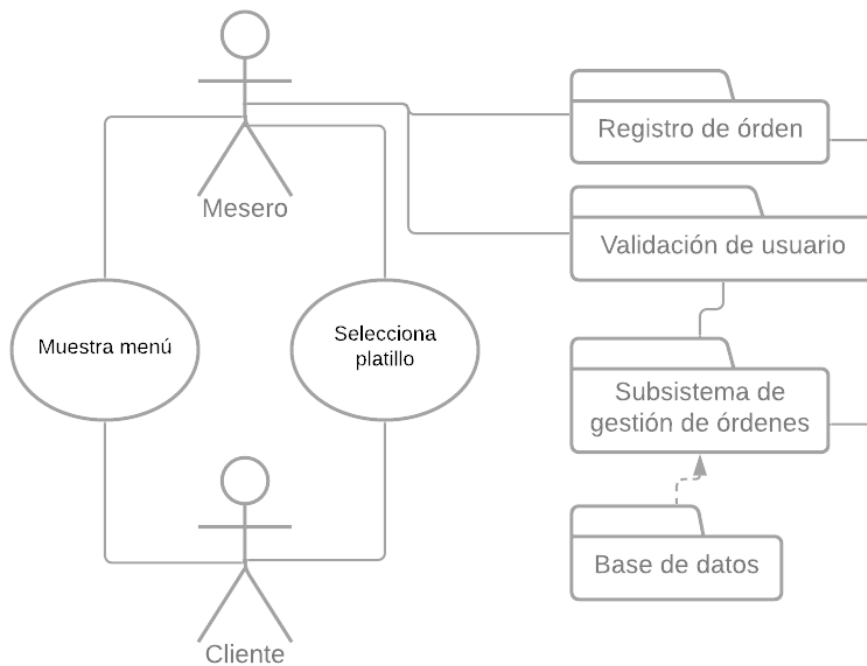 Registro de órden
Mesero
Validación de usuario
Muestra menú
Selecciona
platillo
Subsistema de
gestión de órdenes
Base de datos
Cliente